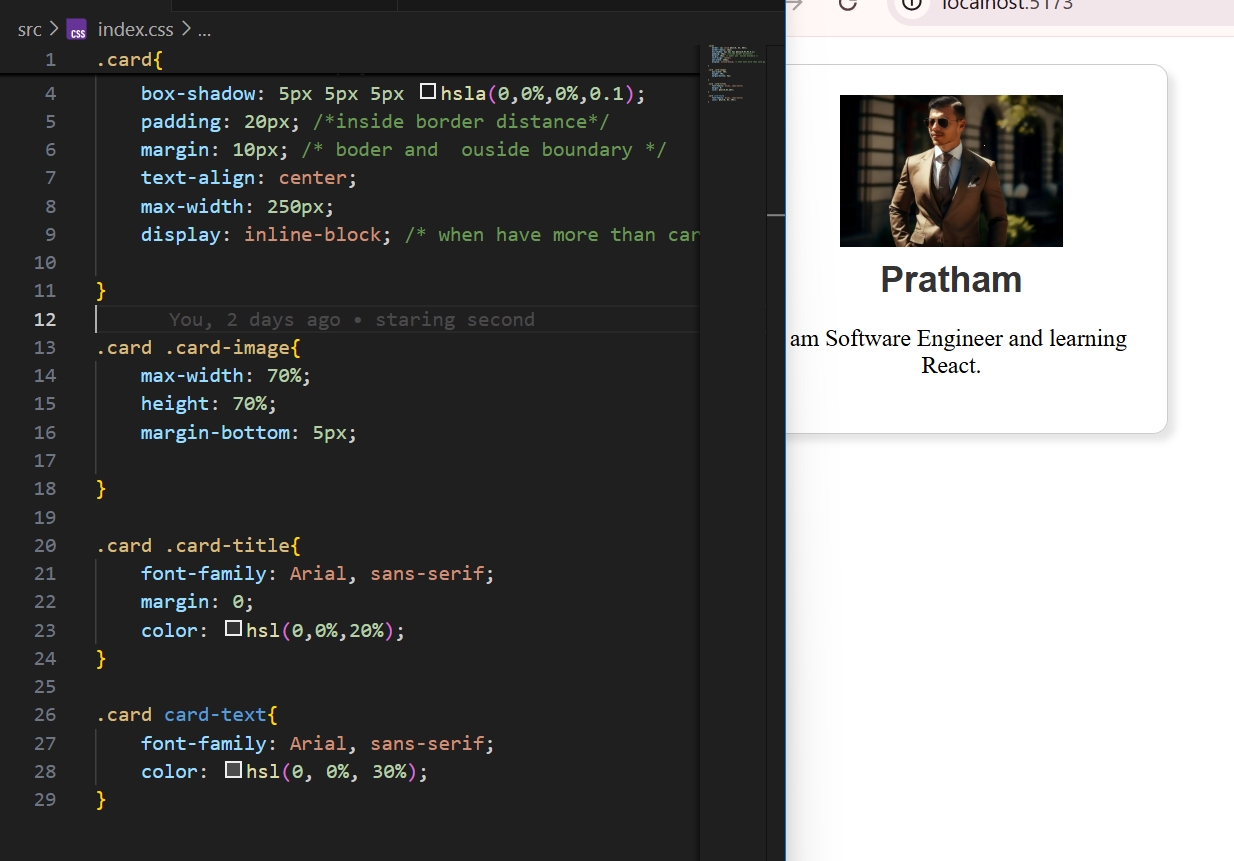 src > CSS index.css > ...
localhost:5173
1 .card{
4 box-shadow: 5px 5px 5px hsla(0,0%,0%,0.1);
5 padding: 20px; /*inside border distance*/
6 margin: 10px; /* boder and  ouside boundary */
7 text-align: center;
8 max-width: 250px;
9 display: inline-block; /* when have more than car
10
11 }
12 You, 2 days ago • staring second
13 .card .card-image{
14 max-width: 70%;
15 height: 70%;
16 margin-bottom: 5px;
17
18 }
19
20 .card .card-title{
21 font-family: Arial, sans-serif;
22 margin: 0;
23 color: hsl(0,0%,20%);
24 }
25
26 .card card-text{
27 font-family: Arial, sans-serif;
28 color: hsl(0, 0%, 30%);
29 }
Pratham
am Software Engineer and learning
React.